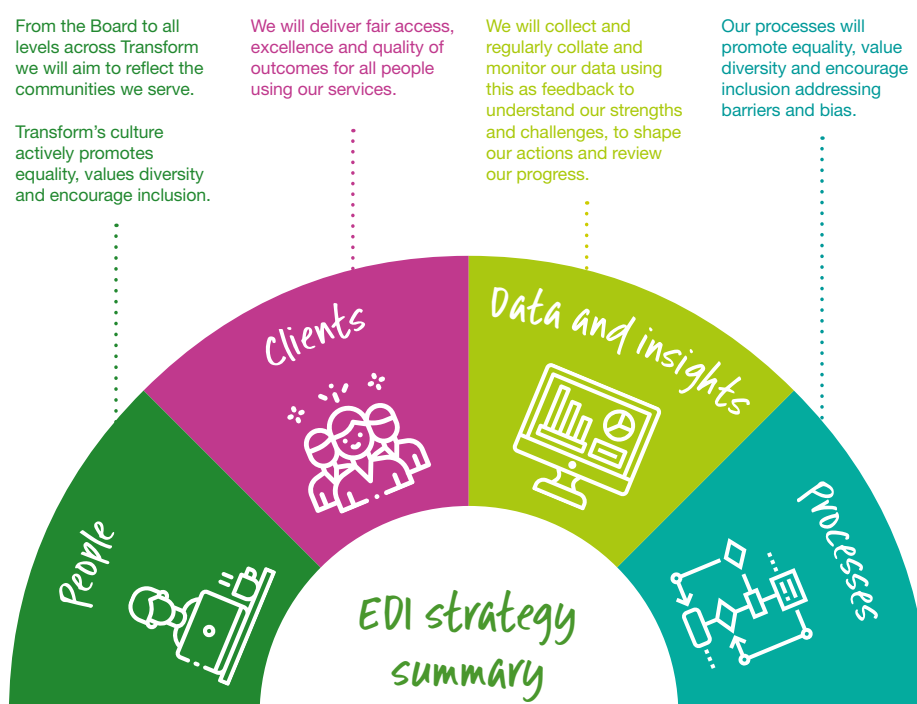 From the Board to all
levels across Transform
we will aim to reflect the
communities we serve.
Transform's culture
actively promotes
equality, values diversity
and encourage inclusion.
We will deliver fair access,
excellence and quality of
outcomes for all people
using our services.
We will collect and
regularly collate and
monitor our data using
this as feedback to
understand our strengths
and challenges, to shape
our actions and review
our progress.
Our processes will
promote equality, value
diversity and encourage
inclusion addressing
barriers and bias.
People
Clients
Data and insights
Processes
EDI strategy
summary